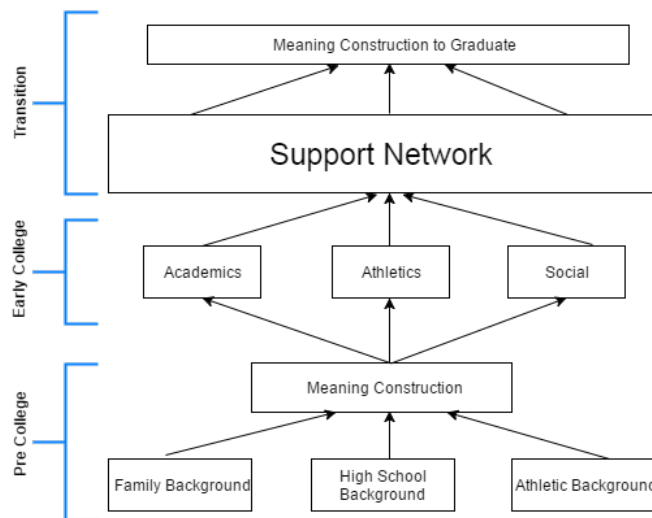 Meaning Construction to Graduate
Transition
Support Network
Academics
Athletics
Social
Early College
Meaning Construction
Pre College
Family Background
High School
Background
Athletic Background